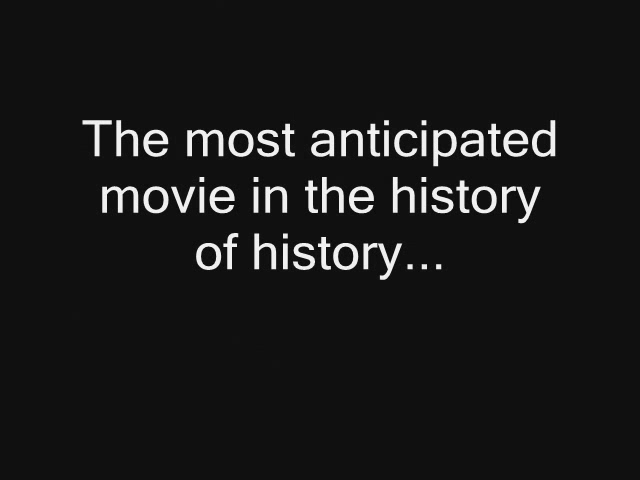 The most anticipated
movie in the history
of history...